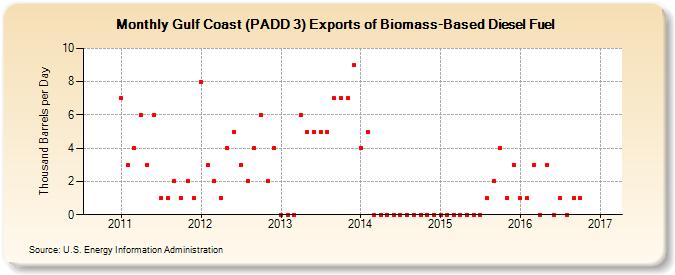 Monthly Gulf Coast (PADD 3) Exports of Biomass-Based Diesel Fuel
Thousand Barrels per Day
10
8
6
4
2
0
2011 2012 2013 2014 2015 2016 2017
Source: U.S. Energy Information Administration